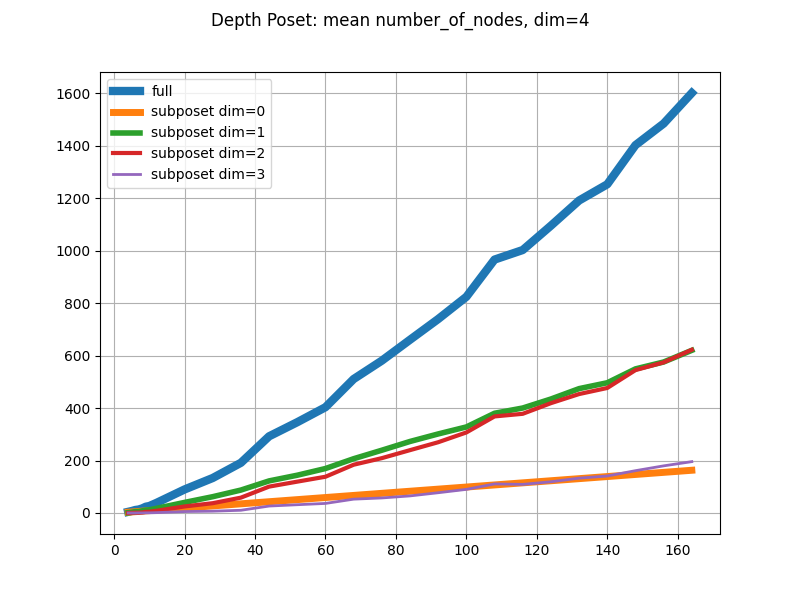 Depth Poset: mean number_of_nodes, dim=4
full
subposet dim=0
subposet dim=1
subposet dim=2
subposet dim=3
1600
1400
1200
1000
800
600
400
200
0
0 20 40 60 80 100 120 140 160